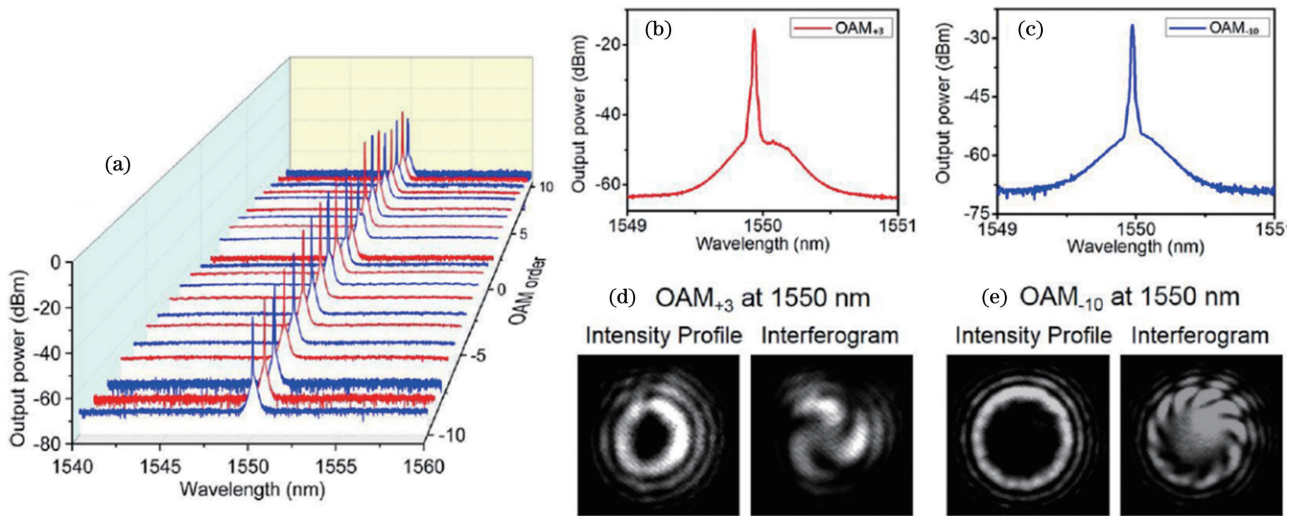 (a)
Output power (dBm)
0
-20
-40
-60
-80
1540
1545
1550
1555
1560
Wavelength (nm)
10
5
0
-5
-10
OAM order
(b)
OAM+3
Output power (dBm)
-20
-40
-60
1549
1550
1551
Wavelength (nm)
(c)
OAM-10
Output power (dBm)
-30
-45
-60
-75
1549
1550
1551
Wavelength (nm)
(d) OAM+3 at 1550 nm
Intensity Profile Interferogram
(e) OAM-10 at 1550 nm
Intensity Profile Interferogram